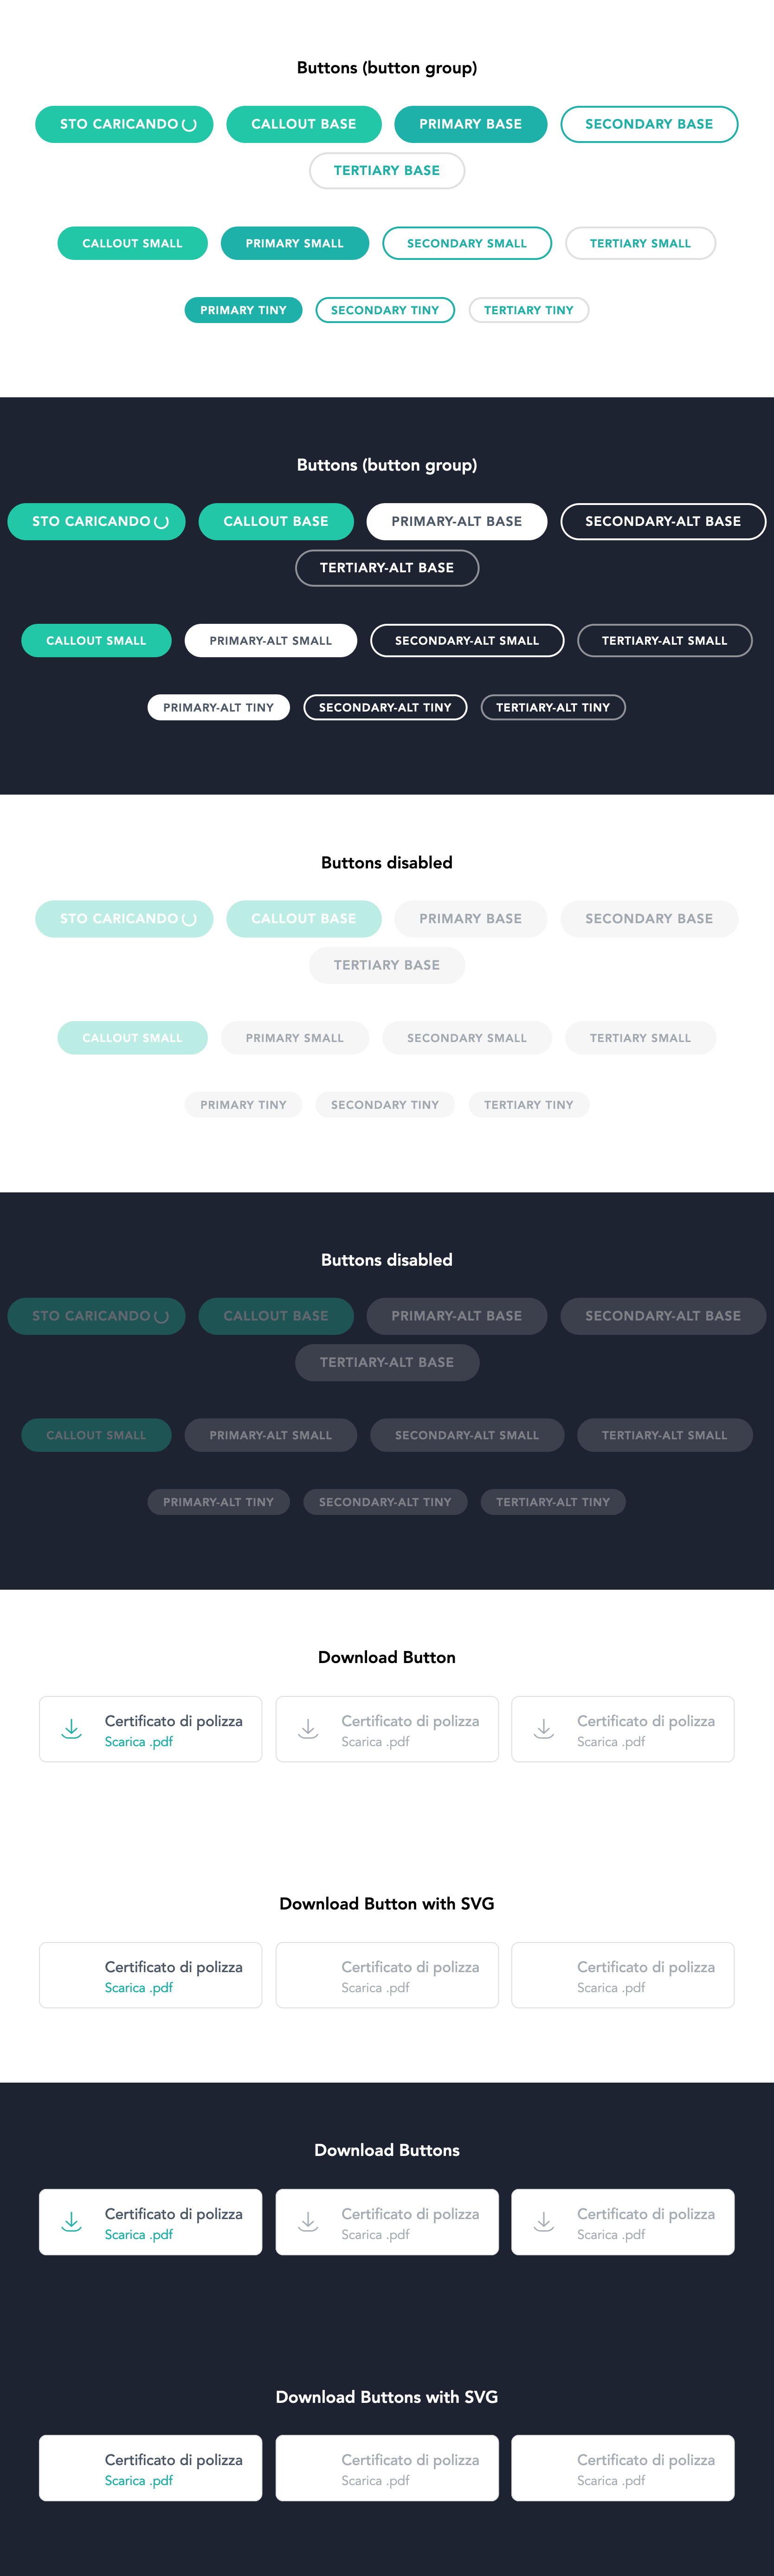 Buttons (button group)
STO CARICANDO CALLOUT BASE PRIMARY BASE SECONDARY BASE
TERTIARY BASE
CALLOUT SMALL PRIMARY SMALL SECONDARY SMALL TERTIARY SMALL
PRIMARY TINY SECONDARY TINY TERTIARY TINY
Buttons (button group)
STO CARICANDO CALLOUT BASE PRIMARY-ALT BASE SECONDARY-ALT BASE
TERTIARY-ALT BASE
CALLOUT SMALL PRIMARY-ALT SMALL SECONDARY-ALT SMALL TERTIARY-ALT SMALL
PRIMARY-ALT TINY SECONDARY-ALT TINY TERTIARY-ALT TINY
Buttons disabled
STO CARICANDO CALLOUT BASE PRIMARY BASE SECONDARY BASE
TERTIARY BASE
CALLOUT SMALL PRIMARY SMALL SECONDARY SMALL TERTIARY SMALL
PRIMARY TINY SECONDARY TINY TERTIARY TINY
Buttons disabled
STO CARICANDO CALLOUT BASE PRIMARY-ALT BASE SECONDARY-ALT BASE
TERTIARY-ALT BASE
CALLOUT SMALL PRIMARY-ALT SMALL SECONDARY-ALT SMALL TERTIARY-ALT SMALL
PRIMARY-ALT TINY SECONDARY-ALT TINY TERTIARY-ALT TINY
Download Button
Certificato di polizza Certificato di polizza Certificato di polizza
Scarica .pdf Scarica .pdf Scarica .pdf
Download Button with SVG
Certificato di polizza Certificato di polizza Certificato di polizza
Scarica .pdf Scarica .pdf Scarica .pdf
Download Buttons
Certificato di polizza Certificato di polizza Certificato di polizza
Scarica .pdf Scarica .pdf Scarica .pdf
Download Buttons with SVG
Certificato di polizza Certificato di polizza Certificato di polizza
Scarica .pdf Scarica .pdf Scarica .pdf